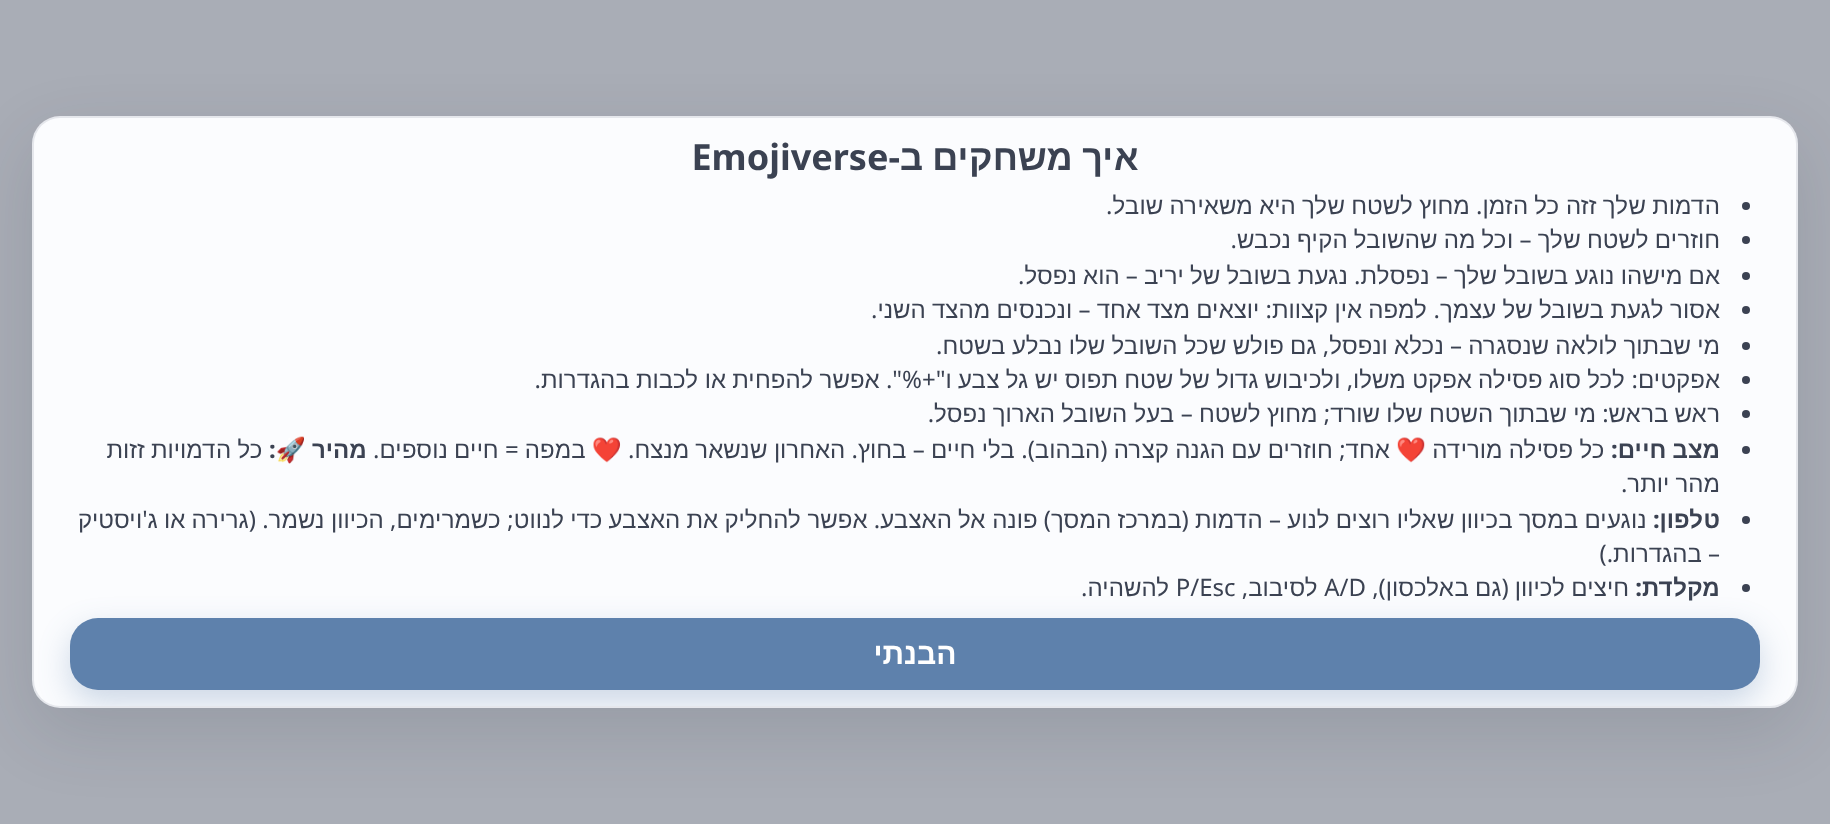 איך משחקים ב-Emojiverse
• הדמות שלך זזה כל הזמן. מחוץ לשטח שלך היא משאירה שובל.
• חוזרים לשטח שלך – וכל מה שהשובל הקיף נכבש.
• אם מישהו נוגע בשובל שלך – נפסלת. נגעת בשובל של יריב – הוא נפסל.
• אסור לגעת בשובל של עצמך. למפה אין קצוות: יוצאים מצד אחד – ונכנסים מהצד השני.
• מי שבתוך לולאה שנסגרה – נכלא ונפסל, גם פולש שכל השובל שלו נבלע בשטח.
• אפקטים: לכל סוג פסילה אפקט משלו, ולכיבוש גדול של שטח תפוס יש גל צבע ו"+%". אפשר להפחית או לכבות בהגדרות.
• ראש בראש: מי שבתוך השטח שלו שורד; מחוץ לשטח – בעל השובל הארוך נפסל.
• מצב חיים: כל פסילה מורידה ❤️ אחד; חוזרים עם הגנה קצרה (הבהוב). בלי חיים – בחוץ. האחרון שנשאר מנצח. ❤️ במפה = חיים נוספים. מהיר 🚀: כל הדמויות זזות
מהר יותר.
• טלפון: נוגעים במסך בכיוון שאליו רוצים לנוע – הדמות (במרכז המסך) פונה אל האצבע. אפשר להחליק את האצבע כדי לנווט; כשמרימים, הכיוון נשמר. (גרירה או ג'ויסטיק
– בהגדרות.)
• מקלדת: חיצים לכיוון (גם באלכסון), A/D לסיבוב, P/Esc להשהיה.
הבנתי